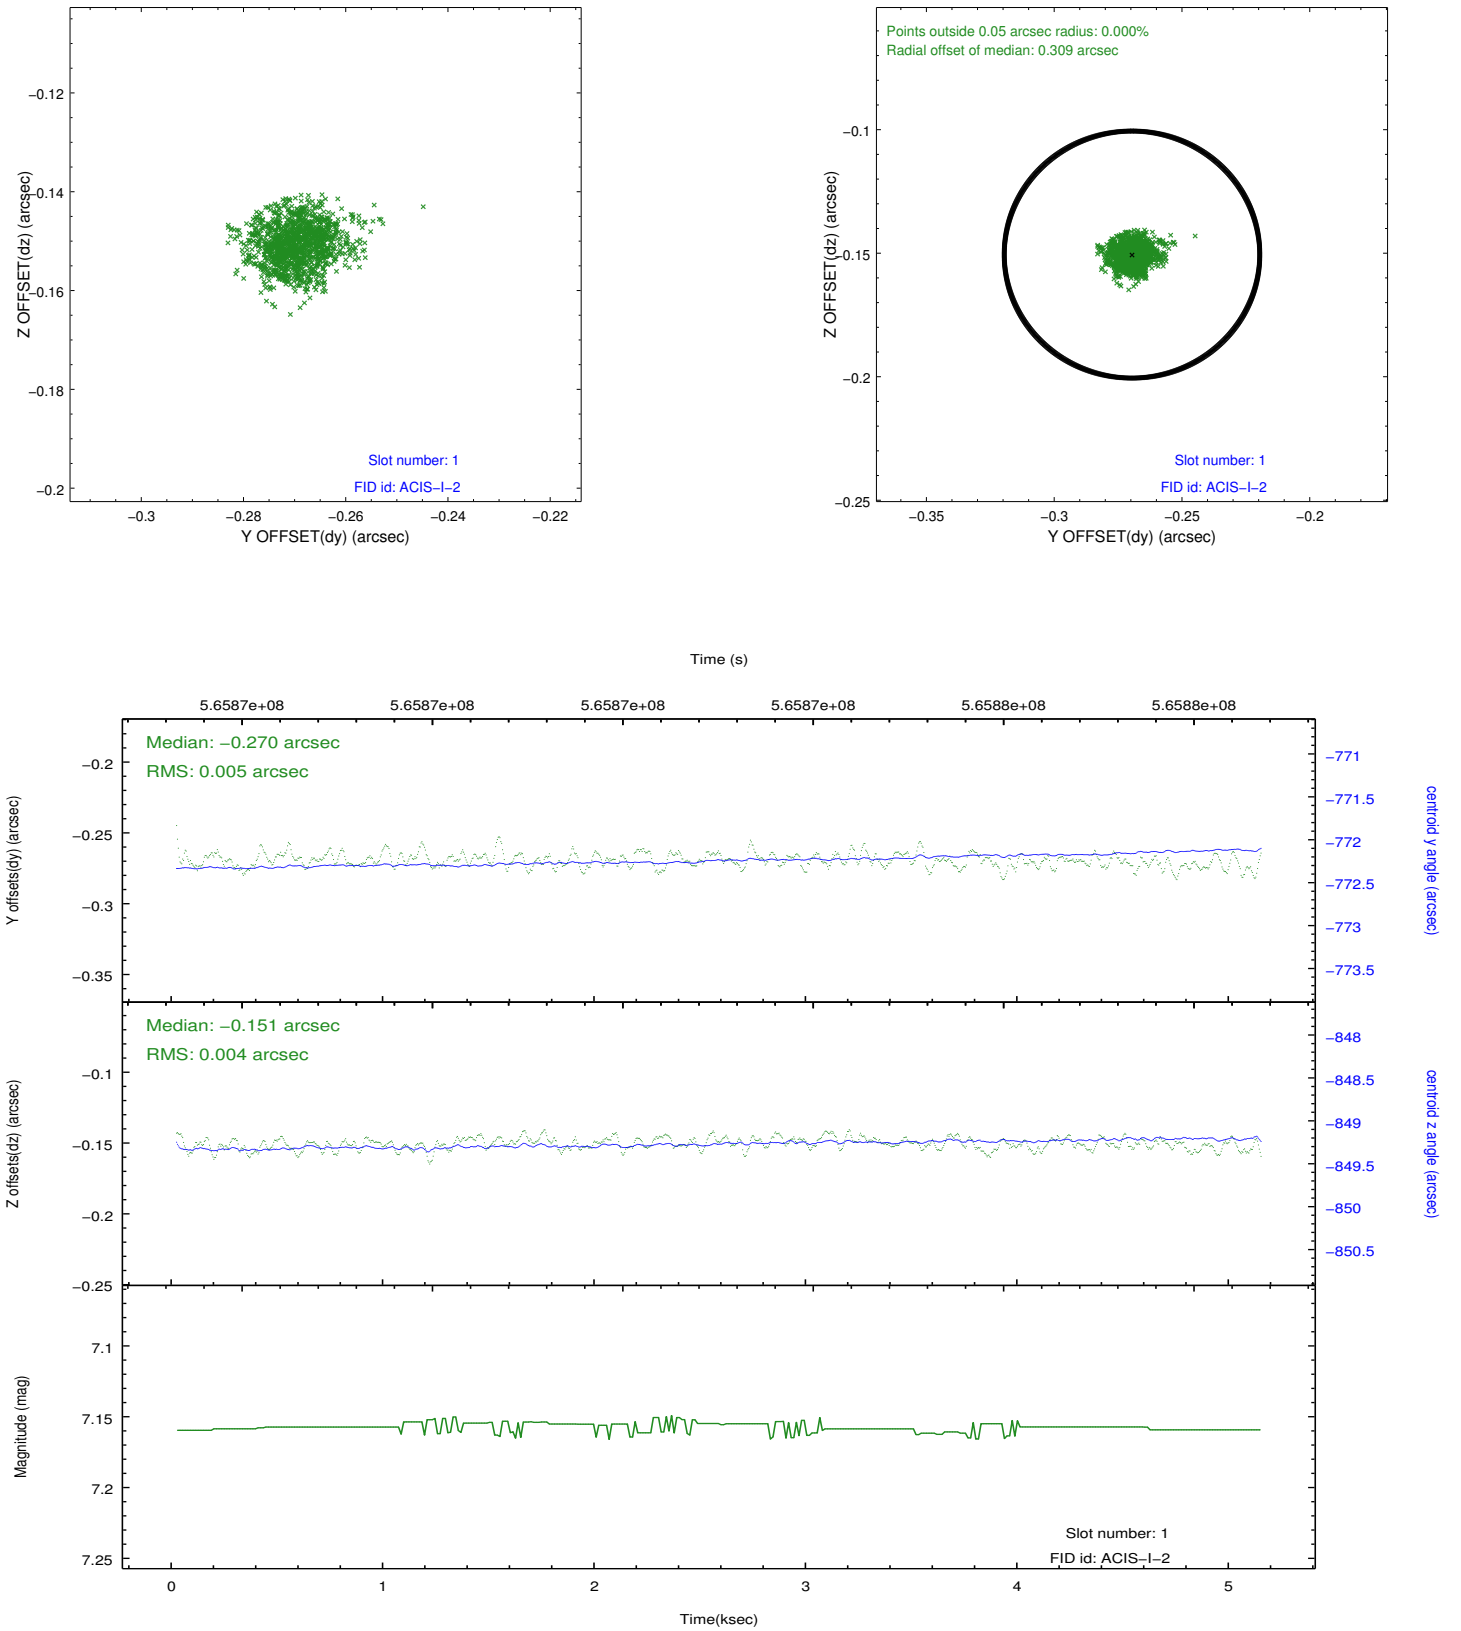 −0.12
−0.14
−0.16
−0.18
−0.2
Z OFFSET(dz) (arcsec)
Slot number: 1
FID id: ACIS−I−2
−0.3
−0.28
−0.26
−0.24
−0.22
Y OFFSET(dy) (arcsec)
Points outside 0.05 arcsec radius: 0.000%
Radial offset of median: 0.309 arcsec
−0.1
−0.15
−0.2
−0.25
Z OFFSET(dz) (arcsec)
Slot number: 1
FID id: ACIS−I−2
−0.35
−0.3
−0.25
−0.2
Y OFFSET(dy) (arcsec)
Time (s)
5.6587e+08
5.6587e+08
5.6587e+08
5.6587e+08
5.6588e+08
5.6588e+08
Median: −0.270 arcsec
RMS: 0.005 arcsec
−0.2
−0.25
−0.3
−0.35
Y offsets(dy) (arcsec)
−771
−771.5
−772
−772.5
−773
−773.5
centroid y angle (arcsec)
Median: −0.151 arcsec
RMS: 0.004 arcsec
−0.1
−0.15
−0.2
−0.25
Z offsets(dz) (arcsec)
−848
−848.5
−849
−849.5
−850
−850.5
centroid z angle (arcsec)
7.1
7.15
7.2
7.25
Magnitude (mag)
Slot number: 1
FID id: ACIS−I−2
0
1
2
3
4
5
Time(ksec)